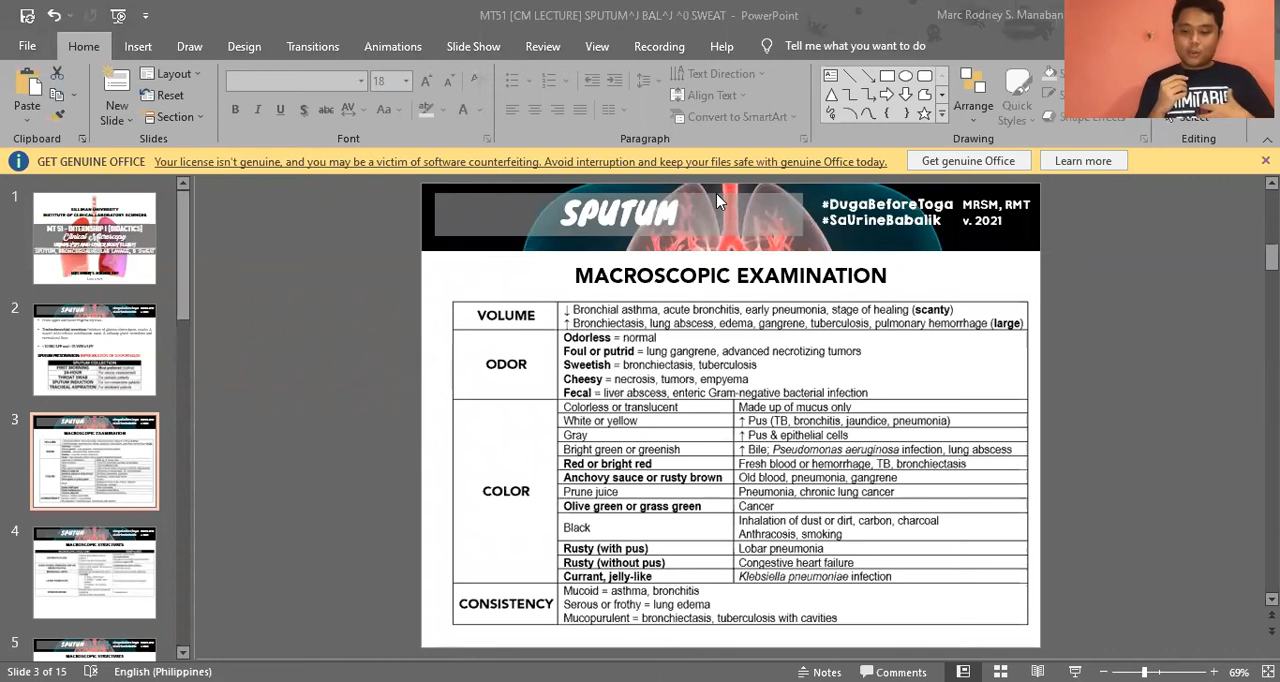 MT51 [CM LECTURE] SPUTUM^J BAL^J ^0 SWEAT - PowerPoint
Marc Rodney S. Manaban
File Home Insert Draw Design Transitions Animations Slide Show Review View Recording Help Tell me what you want to do
Paste
New Slide
Layout
Reset
Section
18
B I U S abc AV Aa A
Text Direction
Align Text
Convert to SmartArt
Arrange
Quick Styles
Clipboard Slides Font Paragraph Drawing Editing
GET GENUINE OFFICE Your license isn't genuine, and you may be a victim of software counterfeiting. Avoid interruption and keep your files safe with genuine Office today. Get genuine Office Learn more
1
2
3
4
5
SPUTUM
#DugaBeforeToga MRSM, RMT
#SaUrineBabalik v. 2021
MACROSCOPIC EXAMINATION
VOLUME
↓ Bronchial asthma, acute bronchitis, early pneumonia, stage of healing (scanty)
↑ Bronchiectasis, lung abscess, edema, gangrene, tuberculosis, pulmonary hemorrhage (large)
ODOR
Odorless = normal
Foul or putrid = lung gangrene, advanced necrotizing tumors
Sweetish = bronchiectasis, tuberculosis
Cheesy = necrosis, tumors, empyema
Fecal = liver abscess, enteric Gram-negative bacterial infection
COLOR
Colorless or translucent Made up of mucus only
White or yellow ↑ Pus (TB, bronchitis, jaundice, pneumonia)
Gray ↑ Pus & epithelial cells
Bright green or greenish ↑ Bile; Pseudomonas aeruginosa infection, lung abscess
Red or bright red Fresh blood or hemorrhage, TB, bronchiectasis
Anchovy sauce or rusty brown Old blood, pneumonia, gangrene
Prune juice Pneumonia, chronic lung cancer
Olive green or grass green Cancer
Black Inhalation of dust or dirt, carbon, charcoal
Anthracosis, smoking
Rusty (with pus) Lobar pneumonia
Rusty (without pus) Congestive heart failure
Currant, jelly-like Klebsiella pneumoniae infection
CONSISTENCY
Mucoid = asthma, bronchitis
Serous or frothy = lung edema
Mucopurulent = bronchiectasis, tuberculosis with cavities
Slide 3 of 15 English (Philippines) Notes Comments 69%